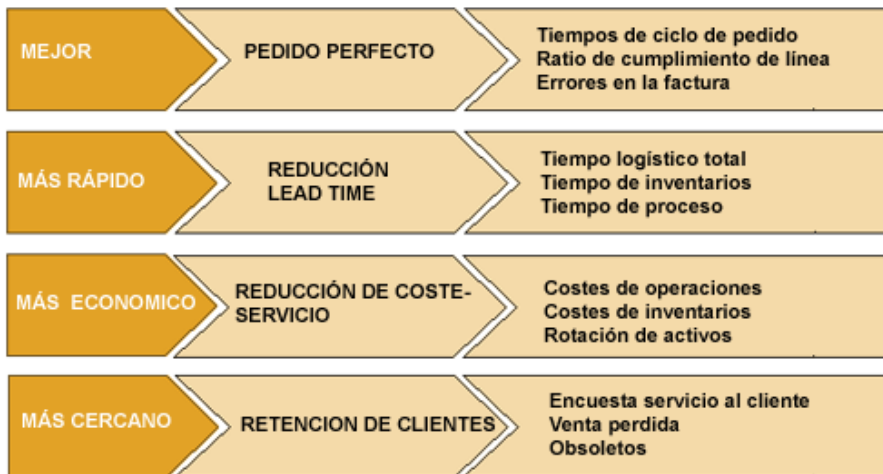 MEJOR
PEDIDO PERFECTO
Tiempos de ciclo de pedido
Ratio de cumplimiento de línea
Errores en la factura
MÁS RÁPIDO
REDUCCIÓN
LEAD TIME
Tiempo logístico total
Tiempo de inventarios
Tiempo de proceso
MÁS ECONOMICO
REDUCCIÓN DE COSTE-
SERVICIO
Costes de operaciones
Costes de inventarios
Rotación de activos
MÁS CERCANO
RETENCION DE CLIENTES
Encuesta servicio al cliente
Venta perdida
Obsoletos